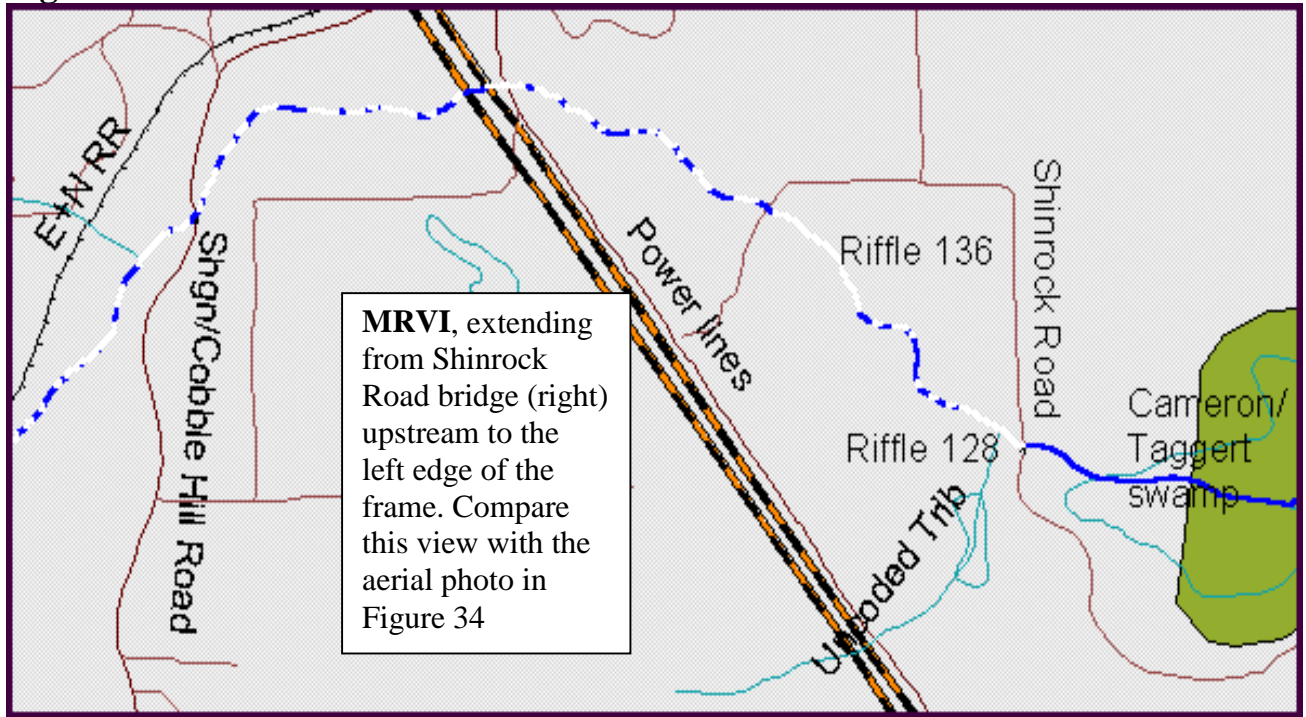 E+N RR
Shgn/Cobble Hill Road
Power lines
Riffle 136
Shinrock Road
MRVI, extending
from Shinrock
Road bridge (right)
upstream to the
left edge of the
frame. Compare
this view with the
aerial photo in
Figure 34
Riffle 128
Cameron/
Taggert
swamp
Uncoded Trib